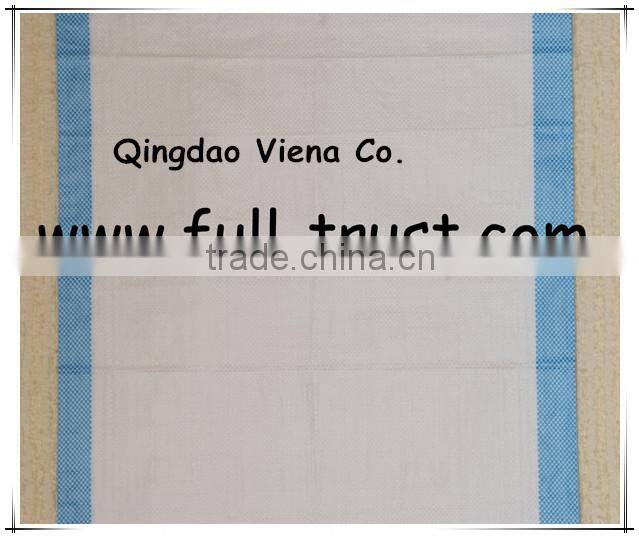 Qingdao Viena Co.
www.full-trust.com
trade.china.cn